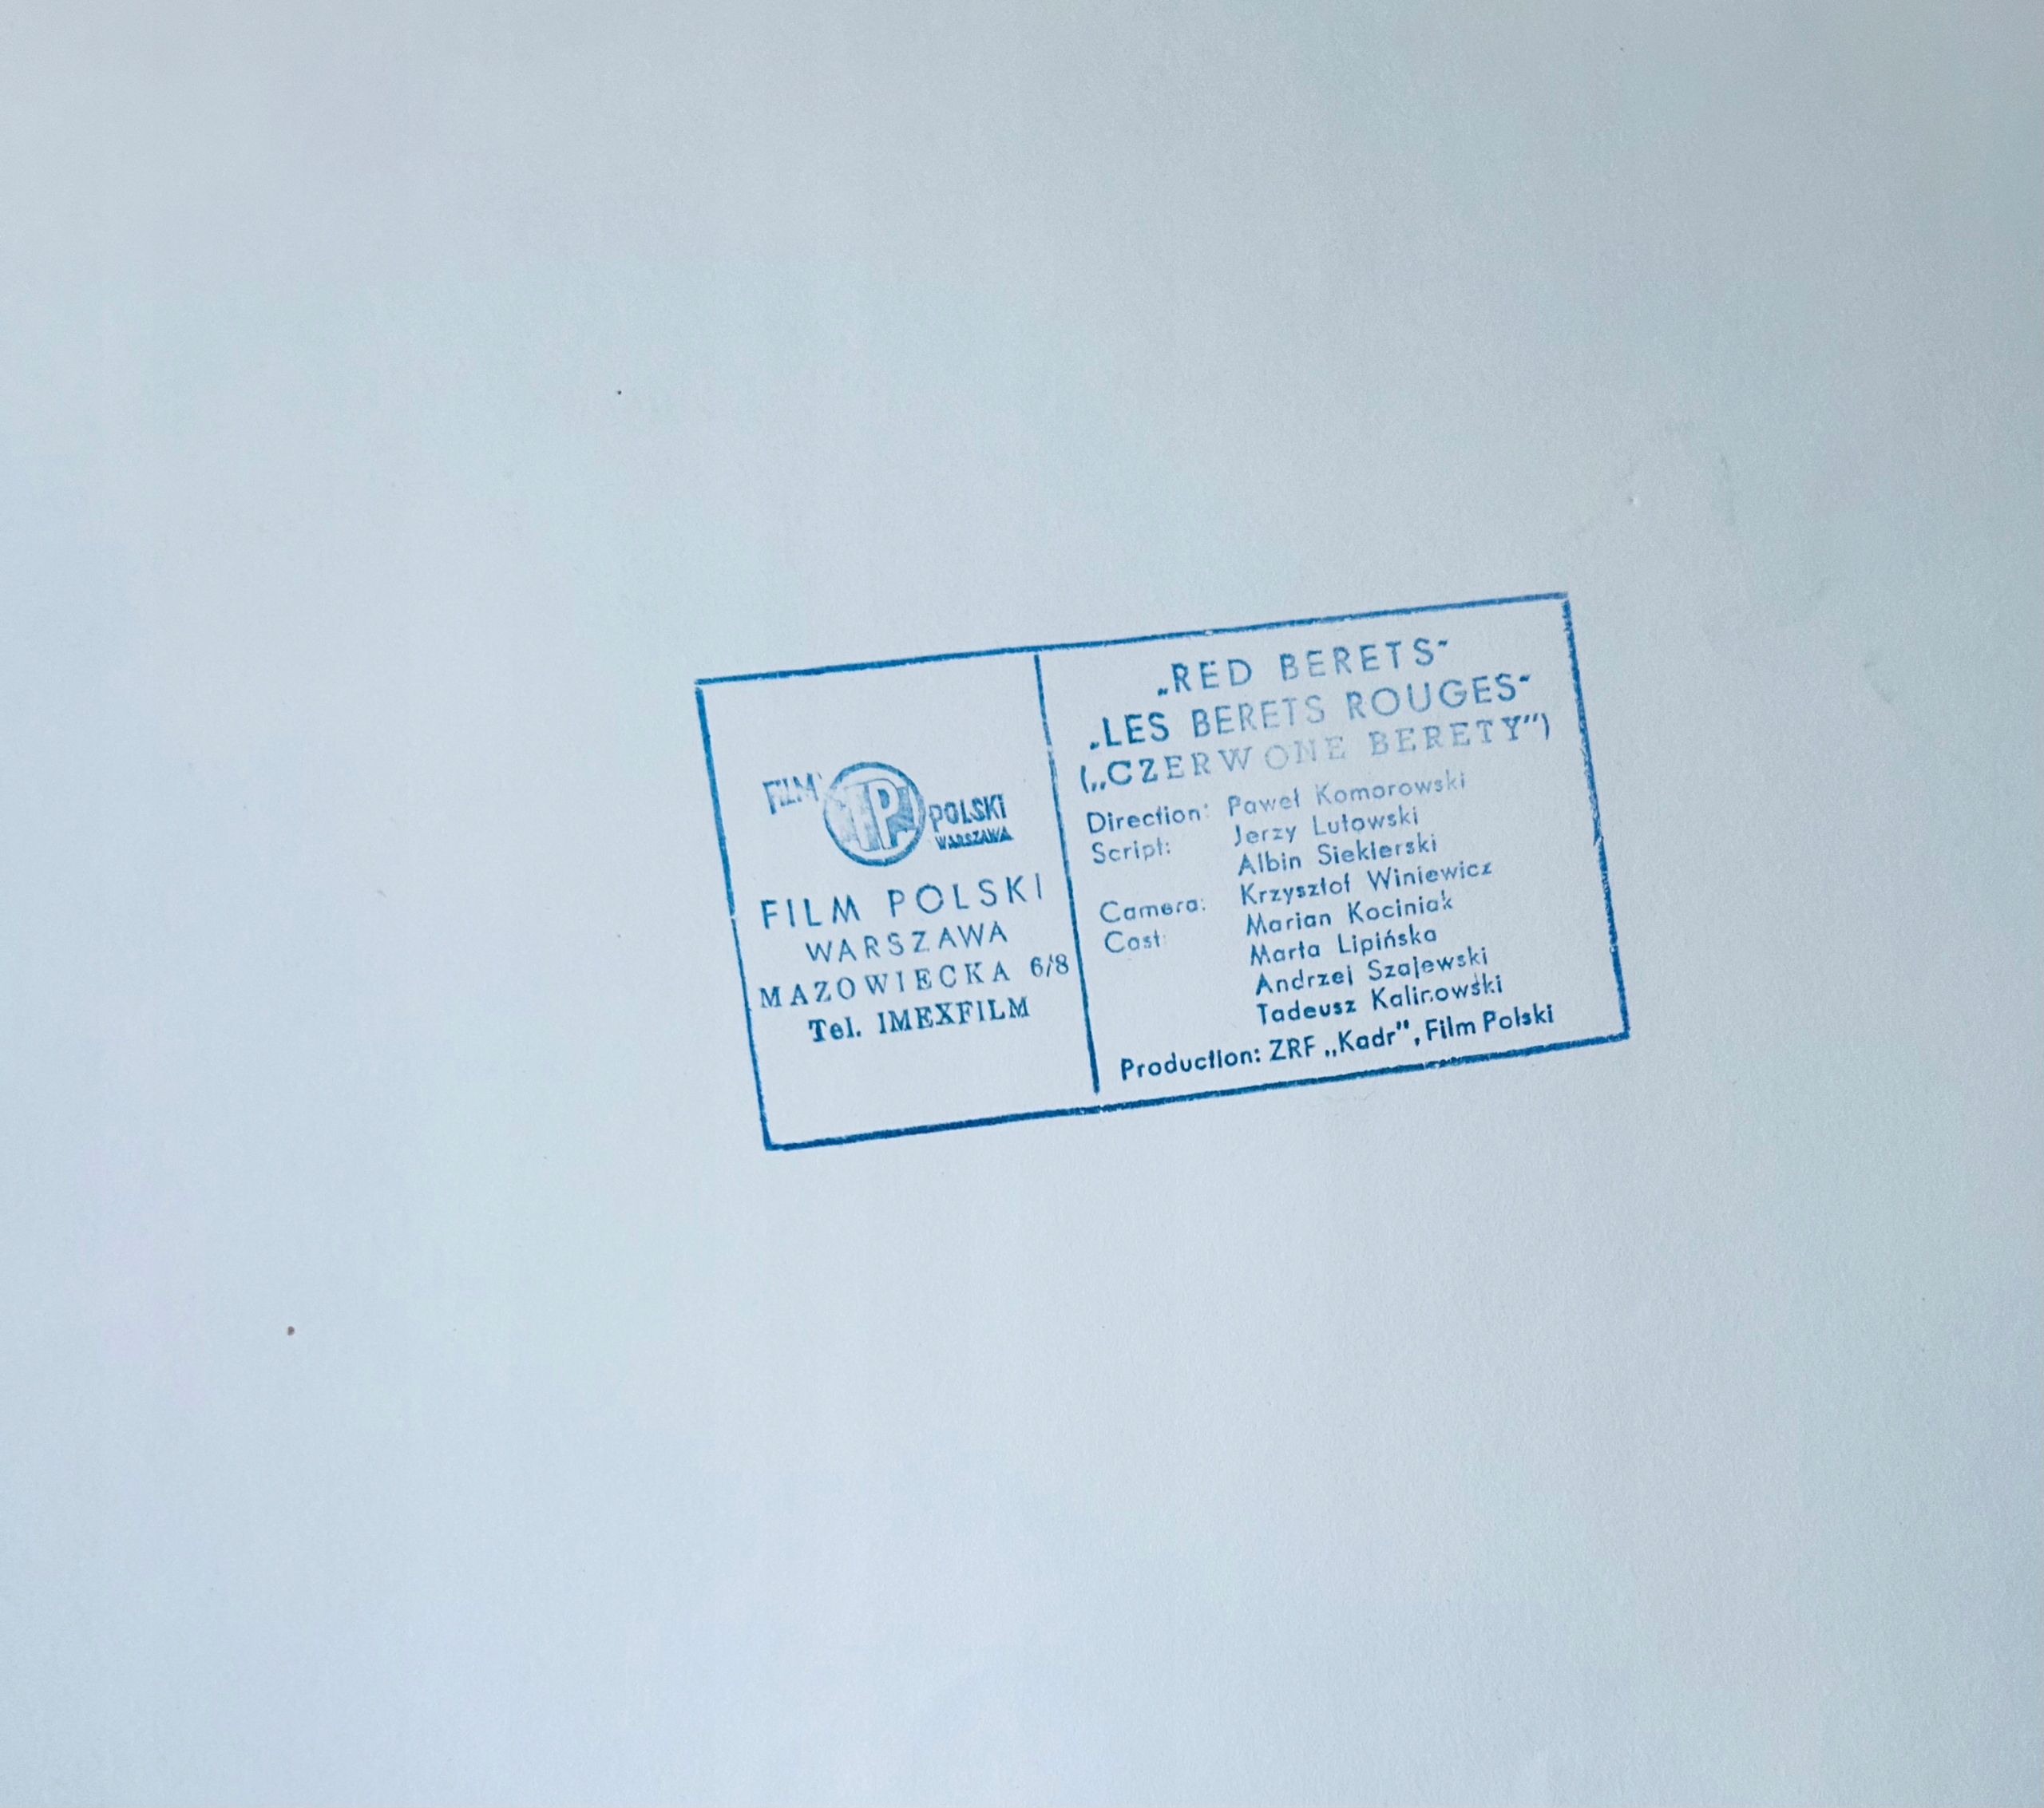 FILM FP POLSKI
WARSZAWA
FILM POLSKI
WARSZAWA
MAZOWIECKA 6/8
Tel. IMEXFILM
„RED BERETS"
„LES BERETS ROUGES"
(„CZERWONE BERETY")
Direction: Paweł Komorowski
Script: Jerzy Lutowski
Albin Siekierski
Camera: Krzysztof Winiewicz
Cast: Marian Kociniak
Marta Lipińska
Andrzej Szajewski
Tadeusz Kalinowski
Production: ZRF „Kadr", Film Polski